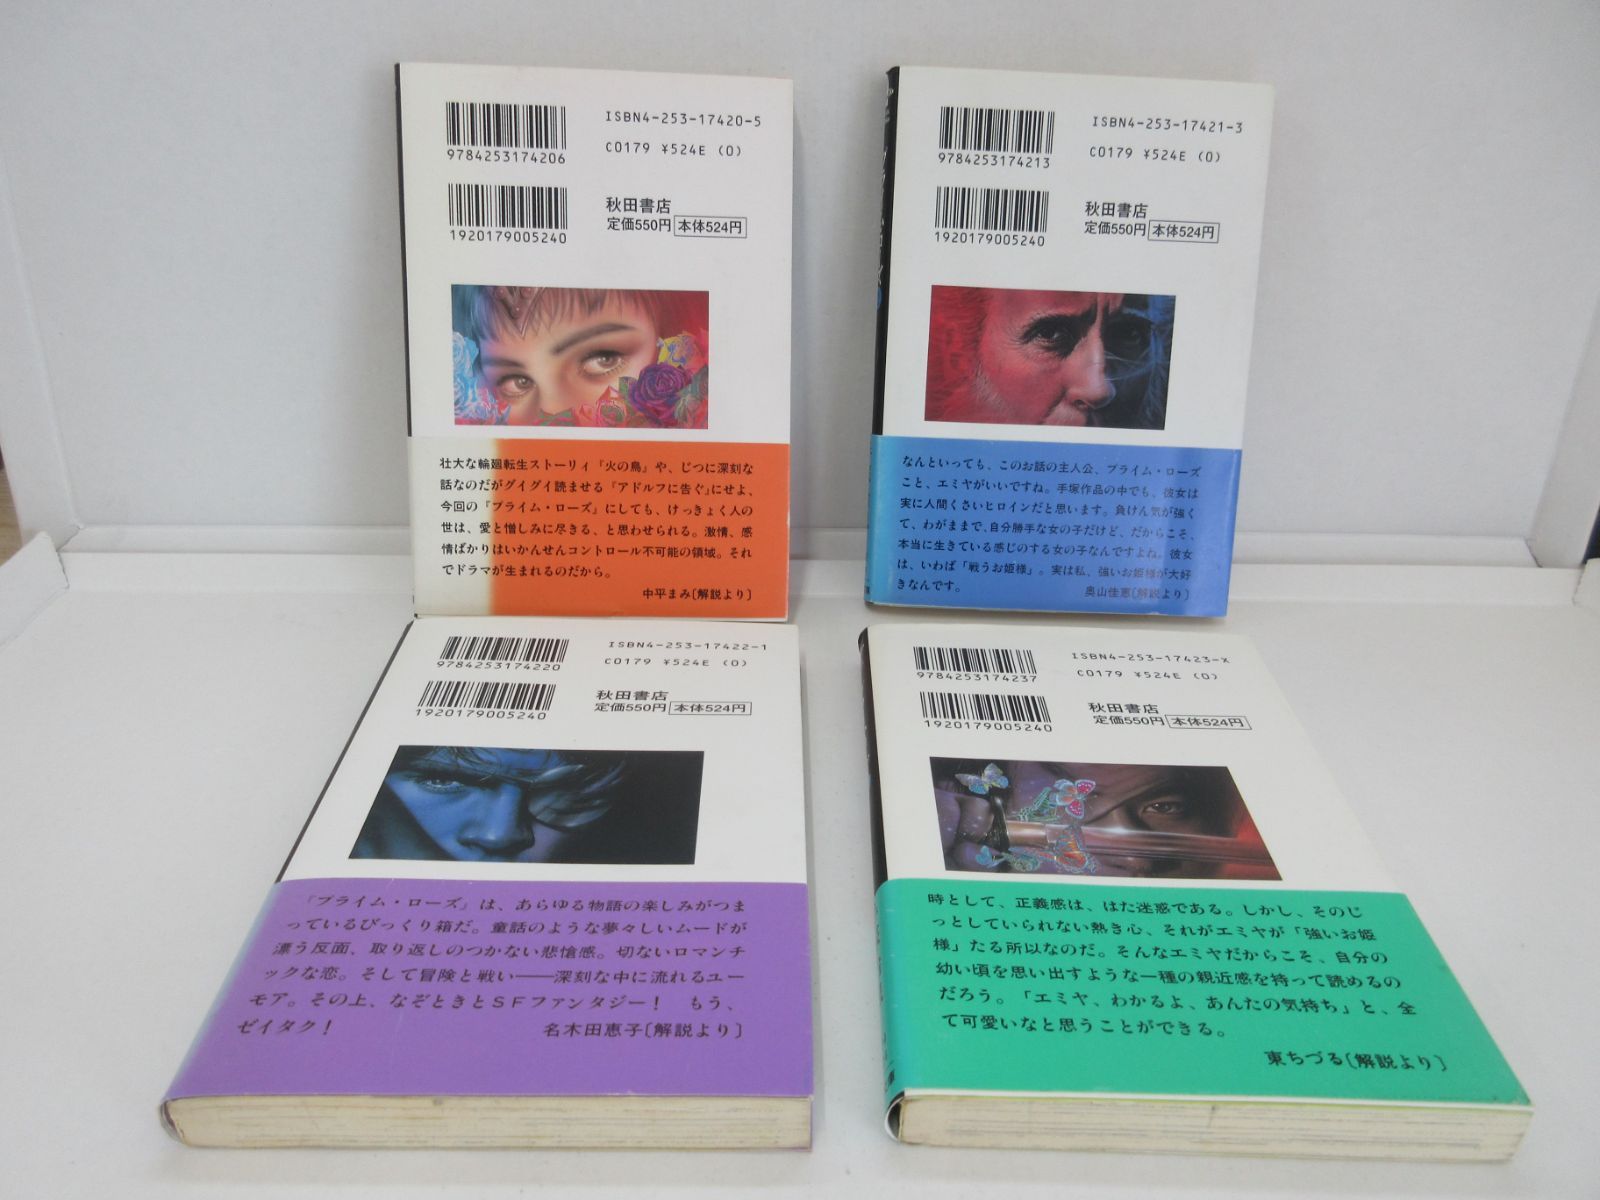 ISBN4-253-17420-5
9784253174206
C0179 ¥524E (0)
1920179005240
秋田書店
定価550円 本体524円
壮大な輪廻転生ストーリィ『火の鳥』や、じつに深刻な
話なのだがグイグイ読ませる『アドルフに告ぐ』にせよ、
今回の『プライム・ローズ』にしても、けっきょく人の
世は、愛と憎しみに尽きる、と思わせられる。激情、感
情ばかりはいかんせんコントロール不可能の領域。それ
でドラマが生まれるのだから。
中平まみ〔解説より〕
ISBN4-253-17421-3
9784253174213
C0179 ¥524E (0)
1920179005240
秋田書店
定価550円 本体524円
なんといっても、このお話の主人公、プライム・ローズ
こと、エミヤがいいですね。手塚作品の中でも、彼女は
実に人間くさいヒロインだと思います。負けん気が強く
て、わがままで、自分勝手な女の子だけど、だからこそ、
本当に生きている感じのする女の子なんですよね。彼女
は、いわば「戦うお姫様」。実は私、強いお姫様が大好
きなんです。
奥山佳恵〔解説より〕
ISBN4-253-17422-1
9784253174220
C0179 ¥524E (0)
1920179005240
秋田書店
定価550円 本体524円
『プライム・ローズ』は、あらゆる物語の楽しみがつま
っているびっくり箱だ。童話のような夢々しいムードが
漂う反面、取り返しのつかない悲愴感。切ないロマンチ
ックな恋。そして冒険と戦い――深刻な中に流れるユー
モア。その上、なぞときとSFファンタジー！ もう、
ゼイタク！
名木田恵子〔解説より〕
ISBN4-253-17423-X
9784253174237
C0179 ¥524E (0)
1920179005240
秋田書店
定価550円 本体524円
時として、正義感は、はた迷惑である。しかし、そのじ
っとしていられない熱き心、それがエミヤが「強いお姫
様」たる所以なのだ。そんなエミヤだからこそ、自分の
幼い頃を思い出すような一種の親近感を持って読めるの
だろう。「エミヤ、わかるよ、あんたの気持ち」と、全
て可愛いなと思うことができる。
東ちづる〔解説より〕